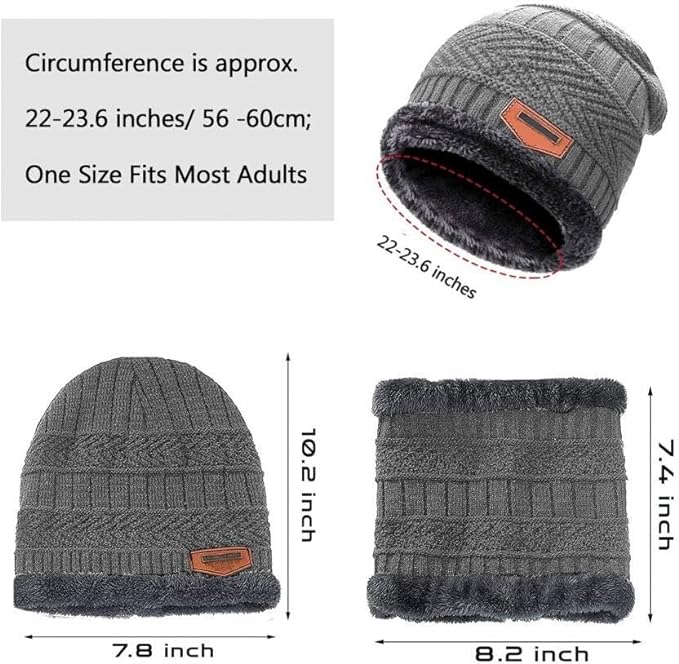 Circumference is approx.
22-23.6 inches/ 56 -60cm;
One Size Fits Most Adults
22-23.6 inches
10.2 inch
7.8 inch
7.4 inch
8.2 inch